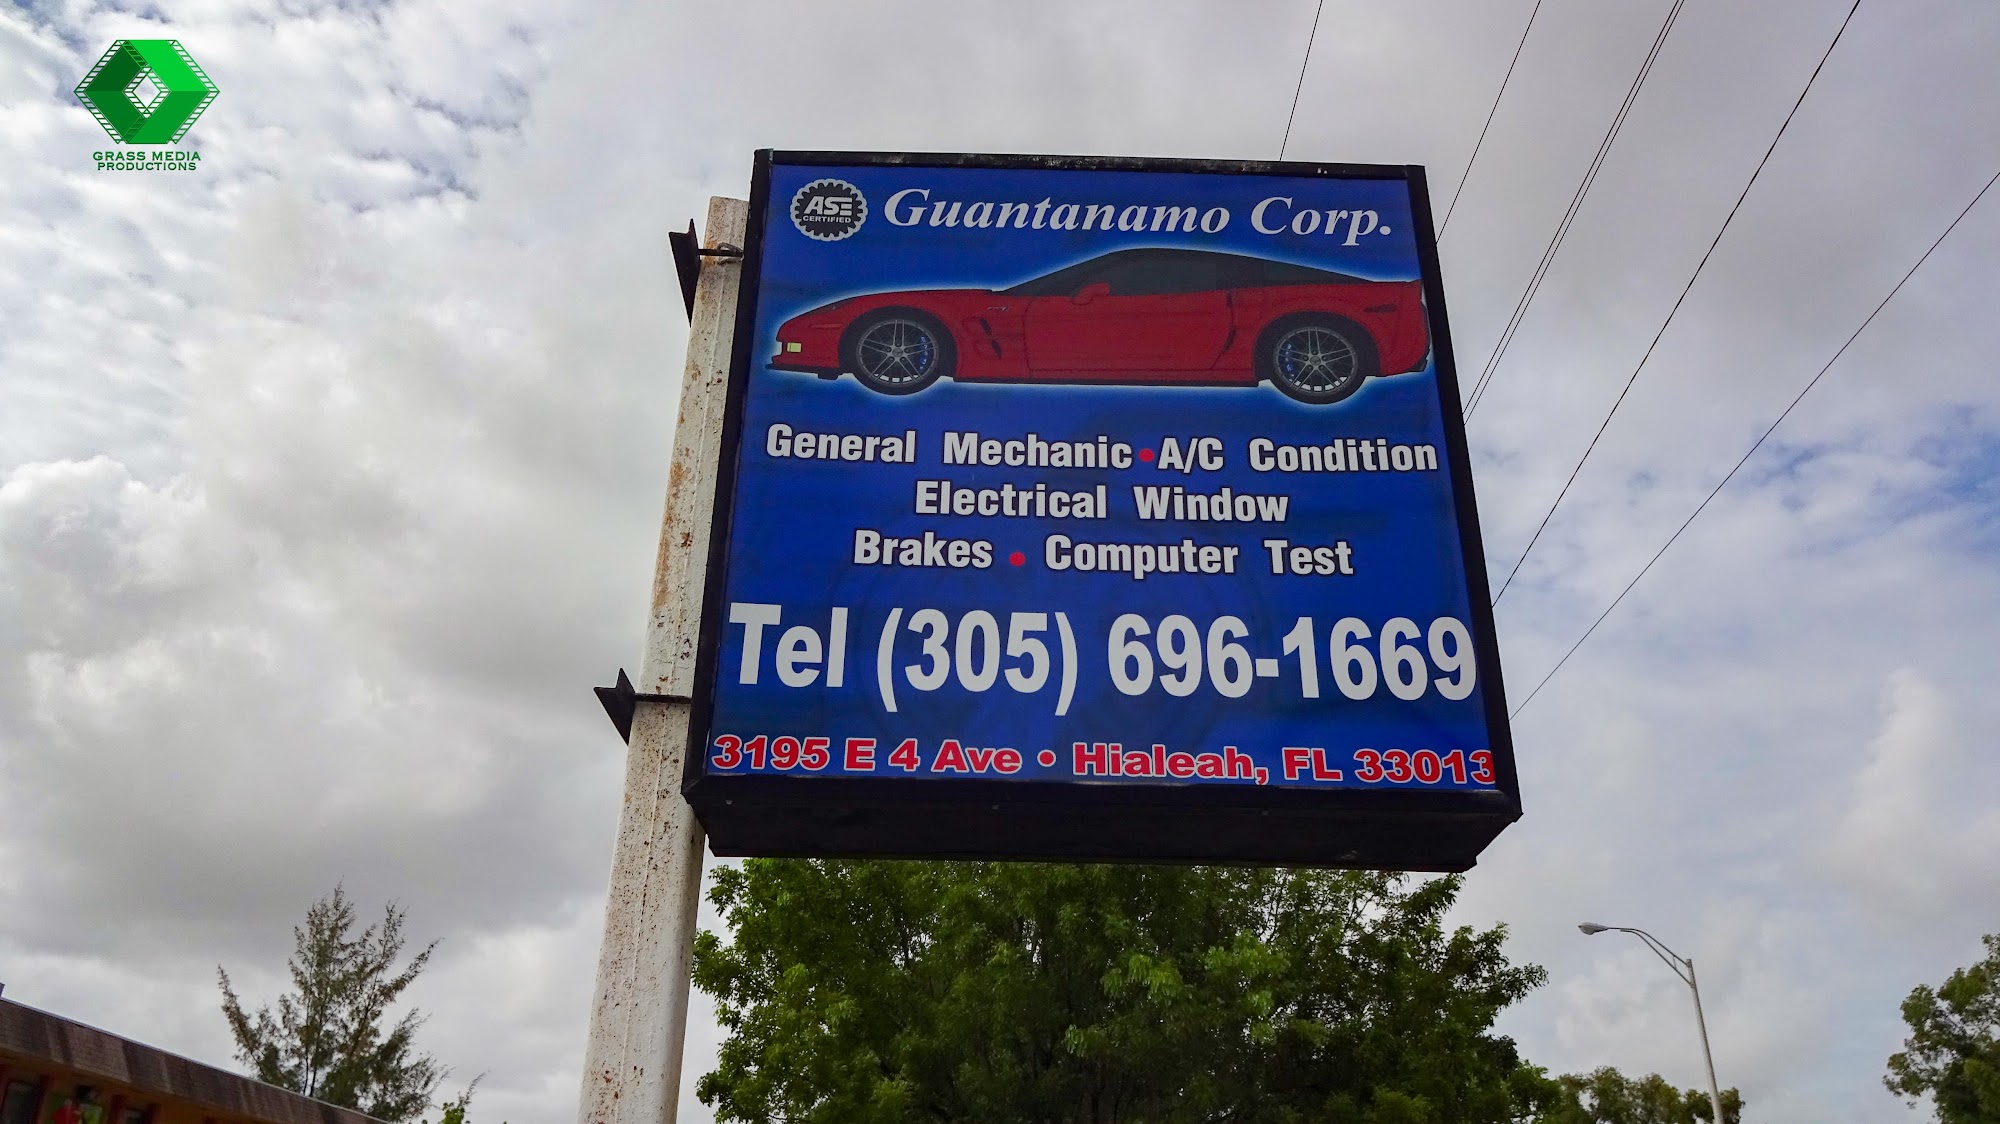 GRASS MEDIA
PRODUCTIONS
ASE
CERTIFIED
Guantanamo Corp.
General Mechanic • A/C Condition
Electrical Window
Brakes • Computer Test
Tel (305) 696-1669
3195 E 4 Ave • Hialeah, FL 33013